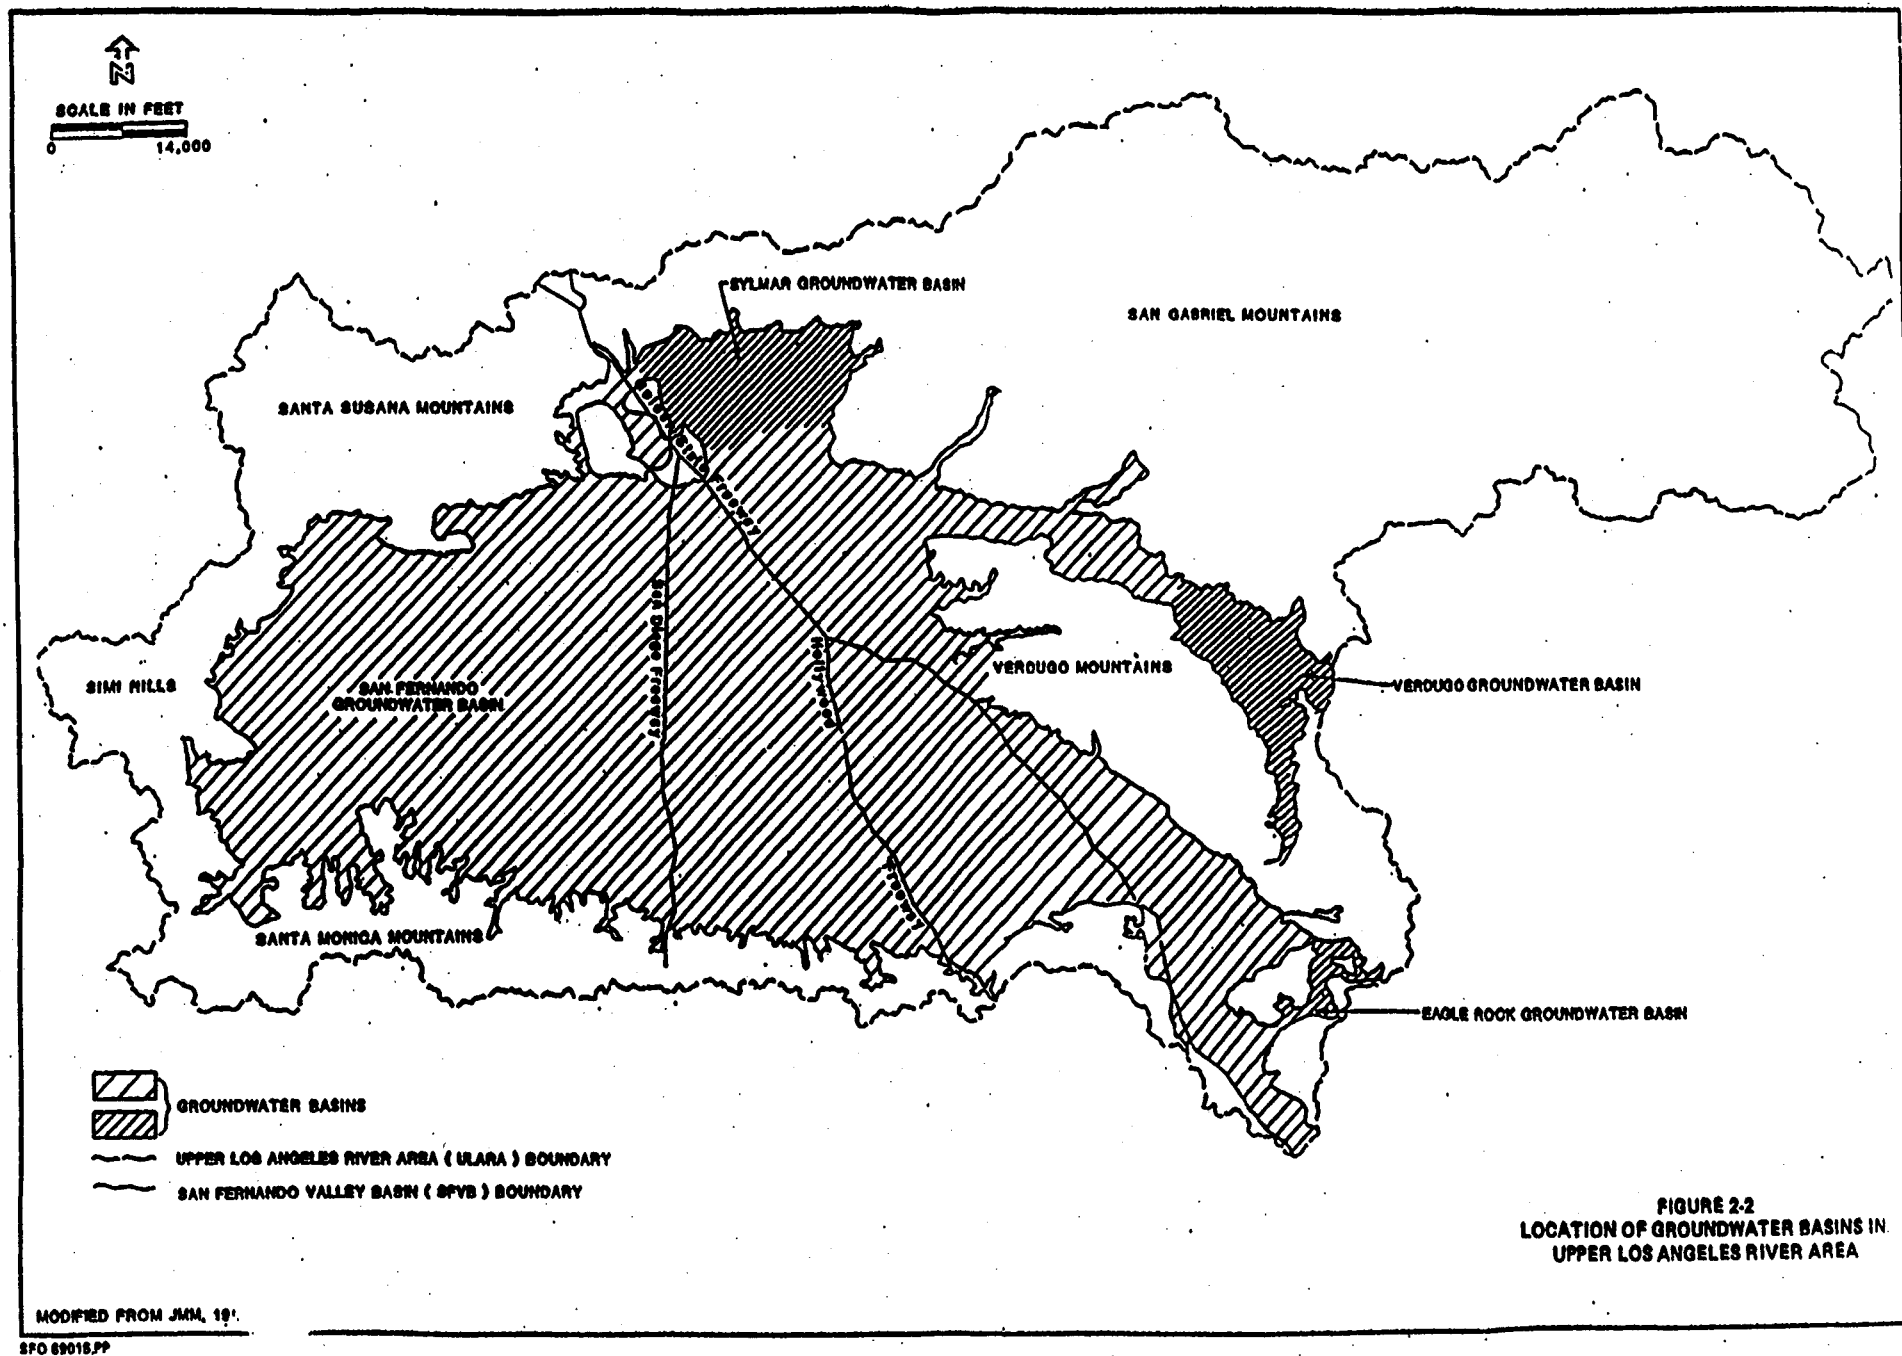 N
SCALE IN FEET
0 14,000
SYLMAR GROUNDWATER BASIN
SAN GABRIEL MOUNTAINS
SANTA SUSANA MOUNTAINS
Golden State Freeway
San Diego Freeway
Hollywood
Freeway
VERDUGO MOUNTAINS
SIMI HILLS
SAN FERNANDO
GROUNDWATER BASIN
VERDUGO GROUNDWATER BASIN
SANTA MONICA MOUNTAINS
EAGLE ROCK GROUNDWATER BASIN
GROUNDWATER BASINS
UPPER LOS ANGELES RIVER AREA ( ULARA ) BOUNDARY
SAN FERNANDO VALLEY BASIN ( SFVB ) BOUNDARY
FIGURE 2-2
LOCATION OF GROUNDWATER BASINS IN
UPPER LOS ANGELES RIVER AREA
MODIFIED FROM JMM,
SFO 69015.PP